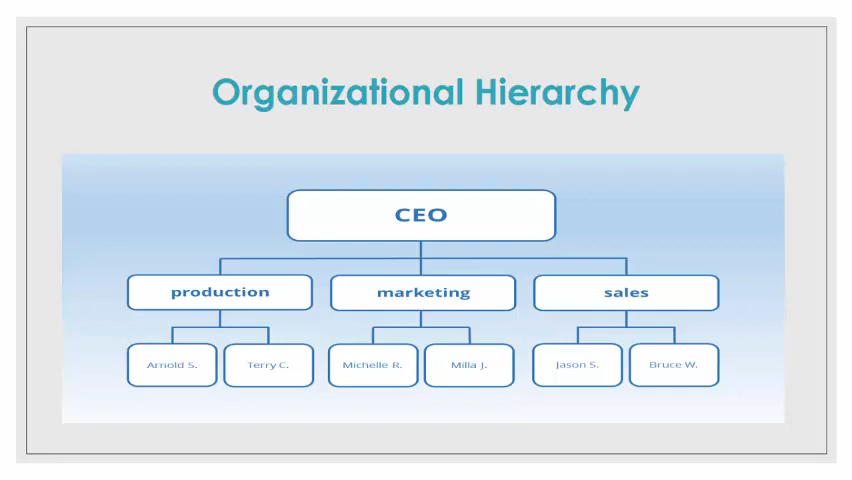 Organizational Hierarchy
CEO
production
marketing
sales
Arnold S.
Terry C.
Michelle R.
Milla J.
Jason S.
Bruce W.